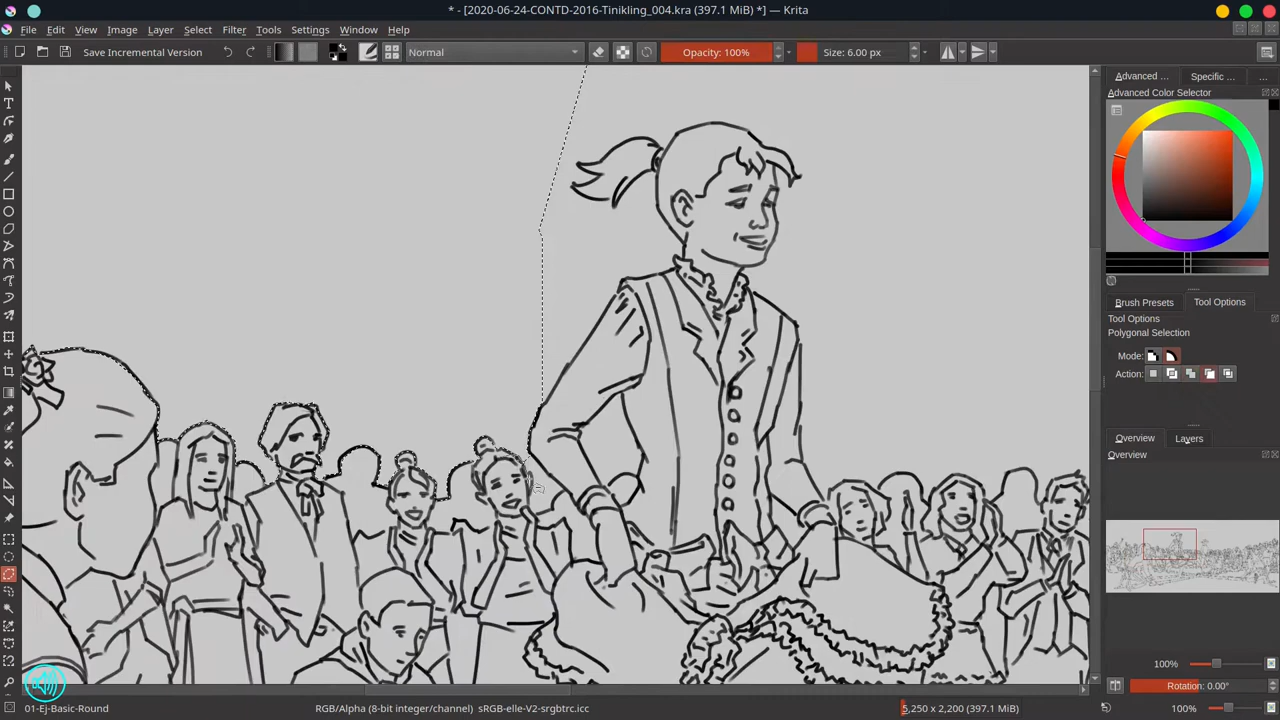 * - [2020-06-24-CONTD-2016-Tinikling_004.kra (397.1 MiB) *] — Krita
File Edit View Image Layer Select Filter Tools Settings Window Help
Save Incremental Version Normal Opacity: 100% Size: 6.00 px
Advanced ... Specific ... ...
Advanced Color Selector
Brush Presets Tool Options
Tool Options
Polygonal Selection
Mode:
Action:
Overview Layers
Overview
100%
Rotation: 0.00°
01-Ej-Basic-Round RGB/Alpha (8-bit integer/channel) sRGB-elle-V2-srgbtrc.icc 5,250 x 2,200 (397.1 MiB) 100%